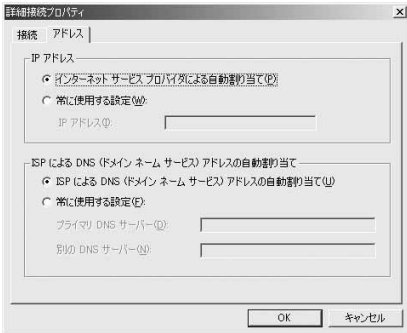 詳細接続プロパティ
接続 アドレス
IP アドレス
インターネット サービス プロバイダによる自動割り当て(P)
常に使用する設定(W):
IP アドレス(I):
ISP による DNS (ドメイン ネーム サービス) アドレスの自動割り当て
ISP による DNS (ドメイン ネーム サービス) アドレスの自動割り当て(U)
常に使用する設定(F):
プライマリ DNS サーバー(D):
別の DNS サーバー(N):
OK キャンセル